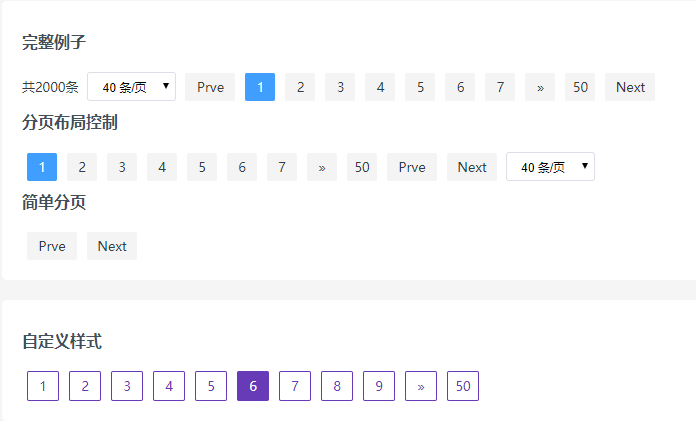 完整例子
共2000条 40 条/页 Prve 1 2 3 4 5 6 7 » 50 Next
分页布局控制
1 2 3 4 5 6 7 » 50 Prve Next 40 条/页
简单分页
Prve Next
自定义样式
1 2 3 4 5 6 7 8 9 » 50